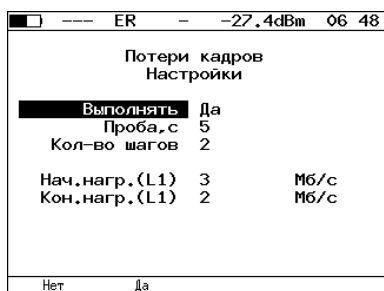 --- ER - -27.4dBm 06 48
Потери кадров
Настройки
Выполнять Да
Проба,с 5
Кол-во шагов 2
Нач.нагр.(L1) 3 Мб/с
Кон.нагр.(L1) 2 Мб/с
Нет Да